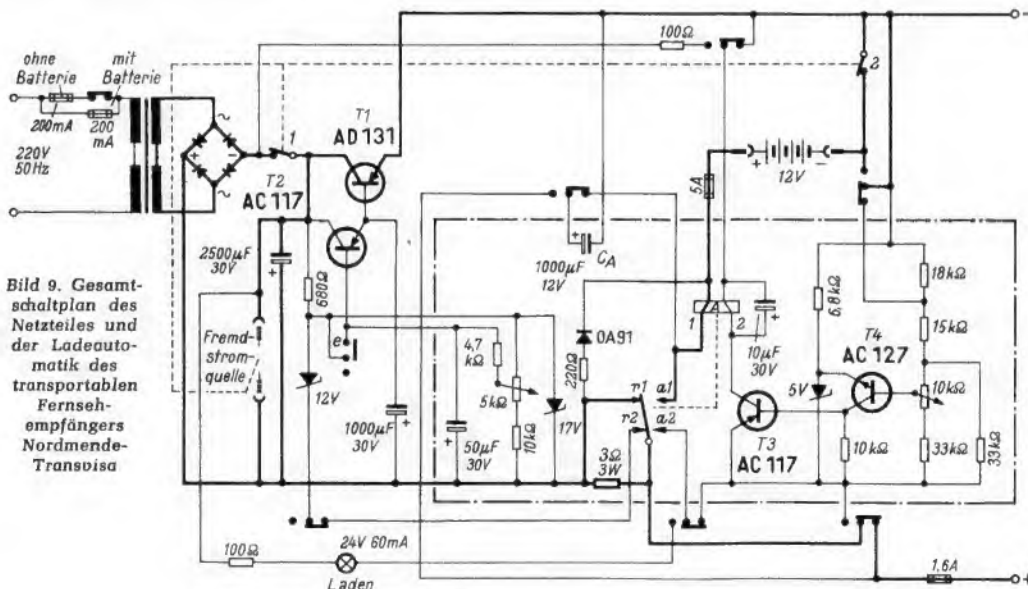 ohne
Batterie
mit
Batterie
200mA
200
mA
220V
50Hz
T1
AD 131
1
T2
AC 117
2500µF
30V
+
680Ω
Fremd-
strom-
quelle
12V
e
1000µF
30V
+
50µF
30V
+
4,7
kΩ
5kΩ
10kΩ
17V
100Ω
24V 60mA
Laden
100Ω
+
1000µF
12V
CA
0A91
220Ω
r1
a1
r2
a2
3Ω
3W
5A
+
12V
−
2
A
1
2
10µF
30V
+
T3
AC 117
6,8kΩ
5V
T4
AC 127
10kΩ
18kΩ
15kΩ
10kΩ
33kΩ
33kΩ
1,6A
−
+
Bild 9. Gesamt-
schaltplan des
Netzteiles und
der Ladeauto-
matik des
transportablen
Fernseh-
empfängers
Nordmende-
Transvisa